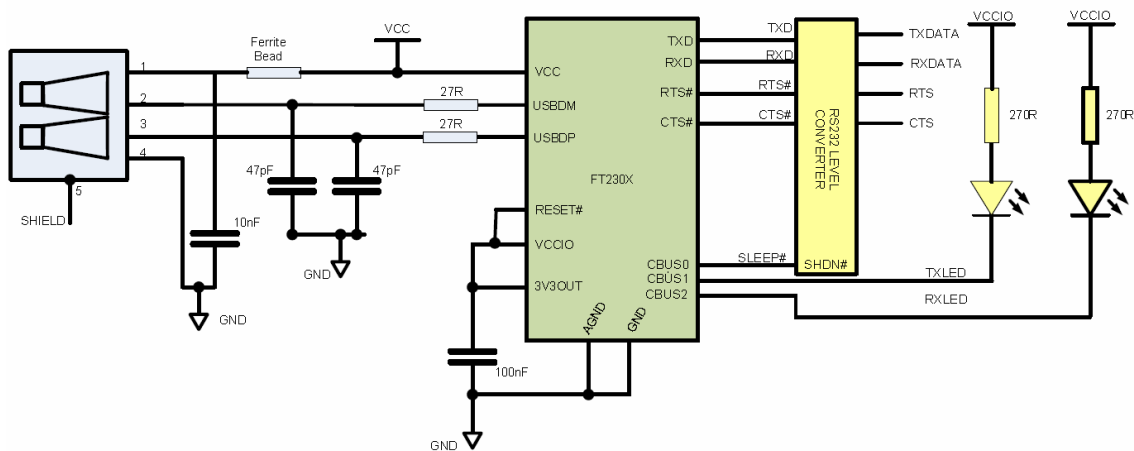 Ferrite
Bead
VCC
VCCIO
VCCIO
1
2
3
4
5
SHIELD
10nF
GND
47pF
47pF
GND
27R
27R
VCC
USBDM
USBDP
FT230X
RESET#
VCCIO
3V3OUT
100nF
GND
AGND
GND
TXD
RXD
RTS#
CTS#
CBUS0
CBUS1
CBUS2
TXD
RXD
RTS#
CTS#
SLEEP#
RS232 LEVEL
CONVERTER
SHDN#
TXDATA
RXDATA
RTS
CTS
TXLED
RXLED
270R
270R